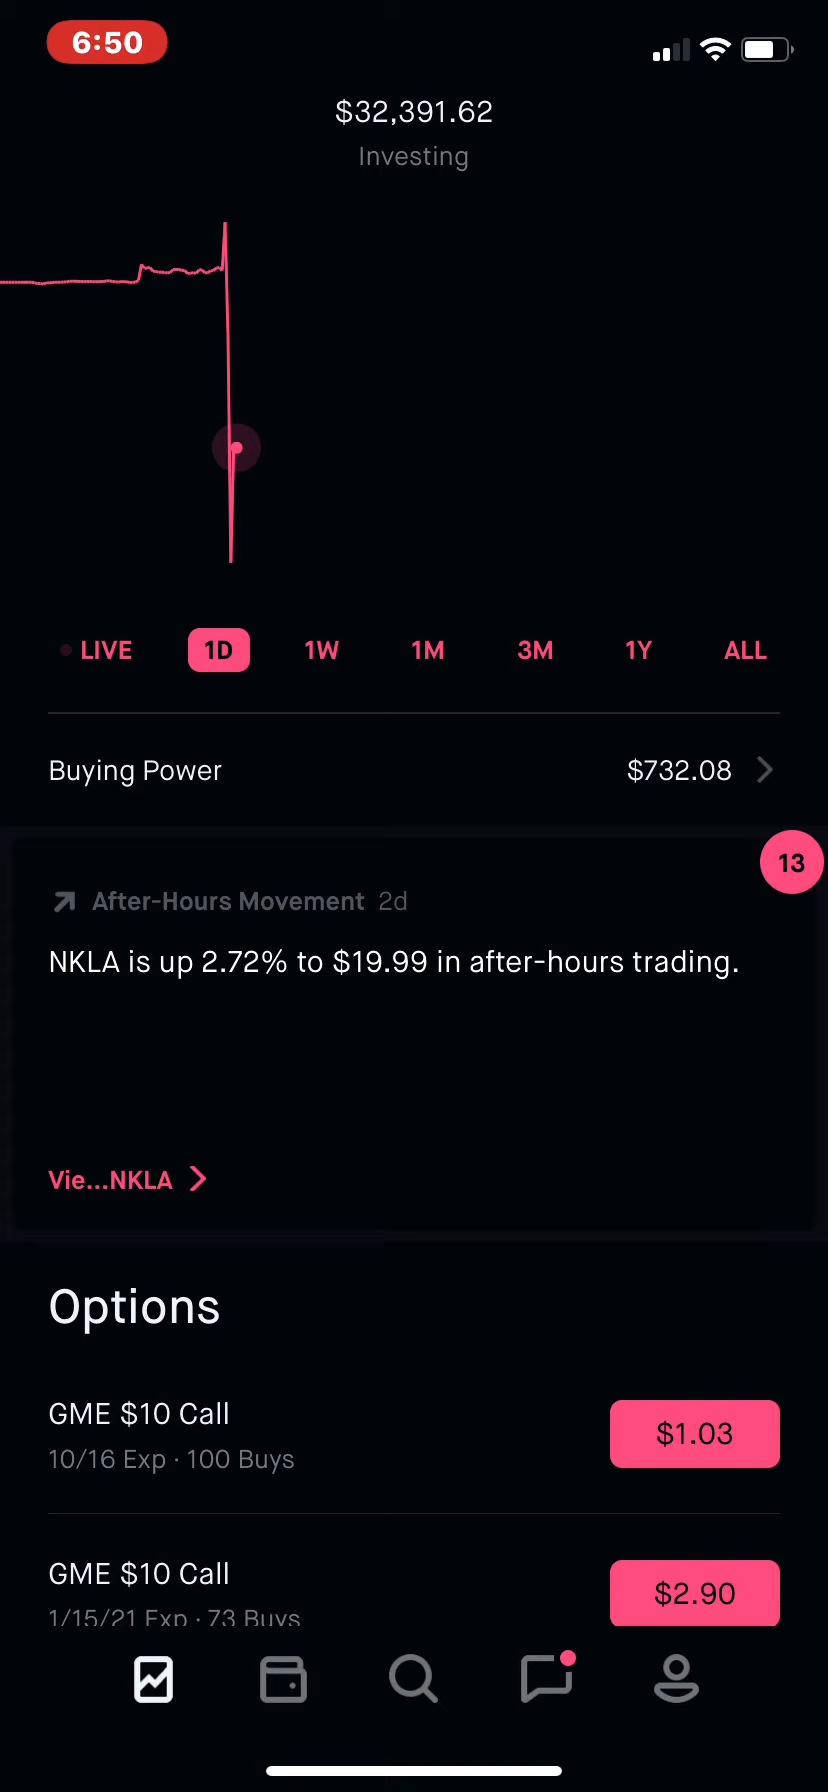 6:50
$32,391.62
Investing
LIVE 1D 1W 1M 3M 1Y ALL
Buying Power $732.08
13
After-Hours Movement 2d
NKLA is up 2.72% to $19.99 in after-hours trading.
Vie...NKLA
Options
GME $10 Call
$1.03
10/16 Exp · 100 Buys
GME $10 Call
$2.90
1/15/21 Exp · 73 Buys